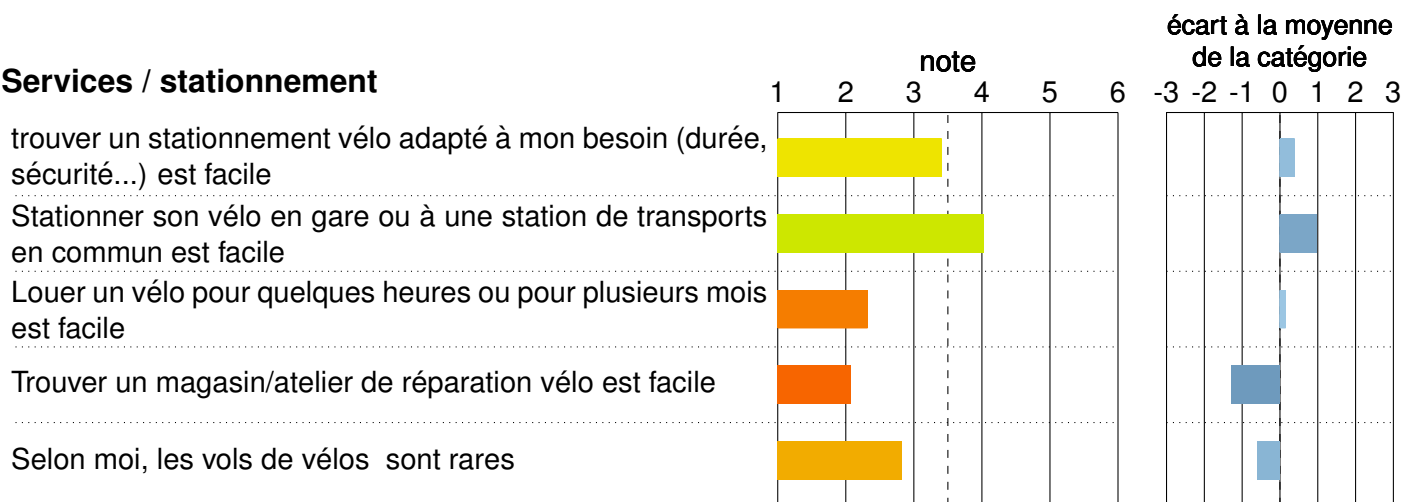 écart à la moyenne
note
de la catégorie
Services / stationnement
1 2 3 4 5 6 -3 -2 -1 0 1 2 3
trouver un stationnement vélo adapté à mon besoin (durée,
sécurité...) est facile
Stationner son vélo en gare ou à une station de transports
en commun est facile
Louer un vélo pour quelques heures ou pour plusieurs mois
est facile
Trouver un magasin/atelier de réparation vélo est facile
Selon moi, les vols de vélos  sont rares